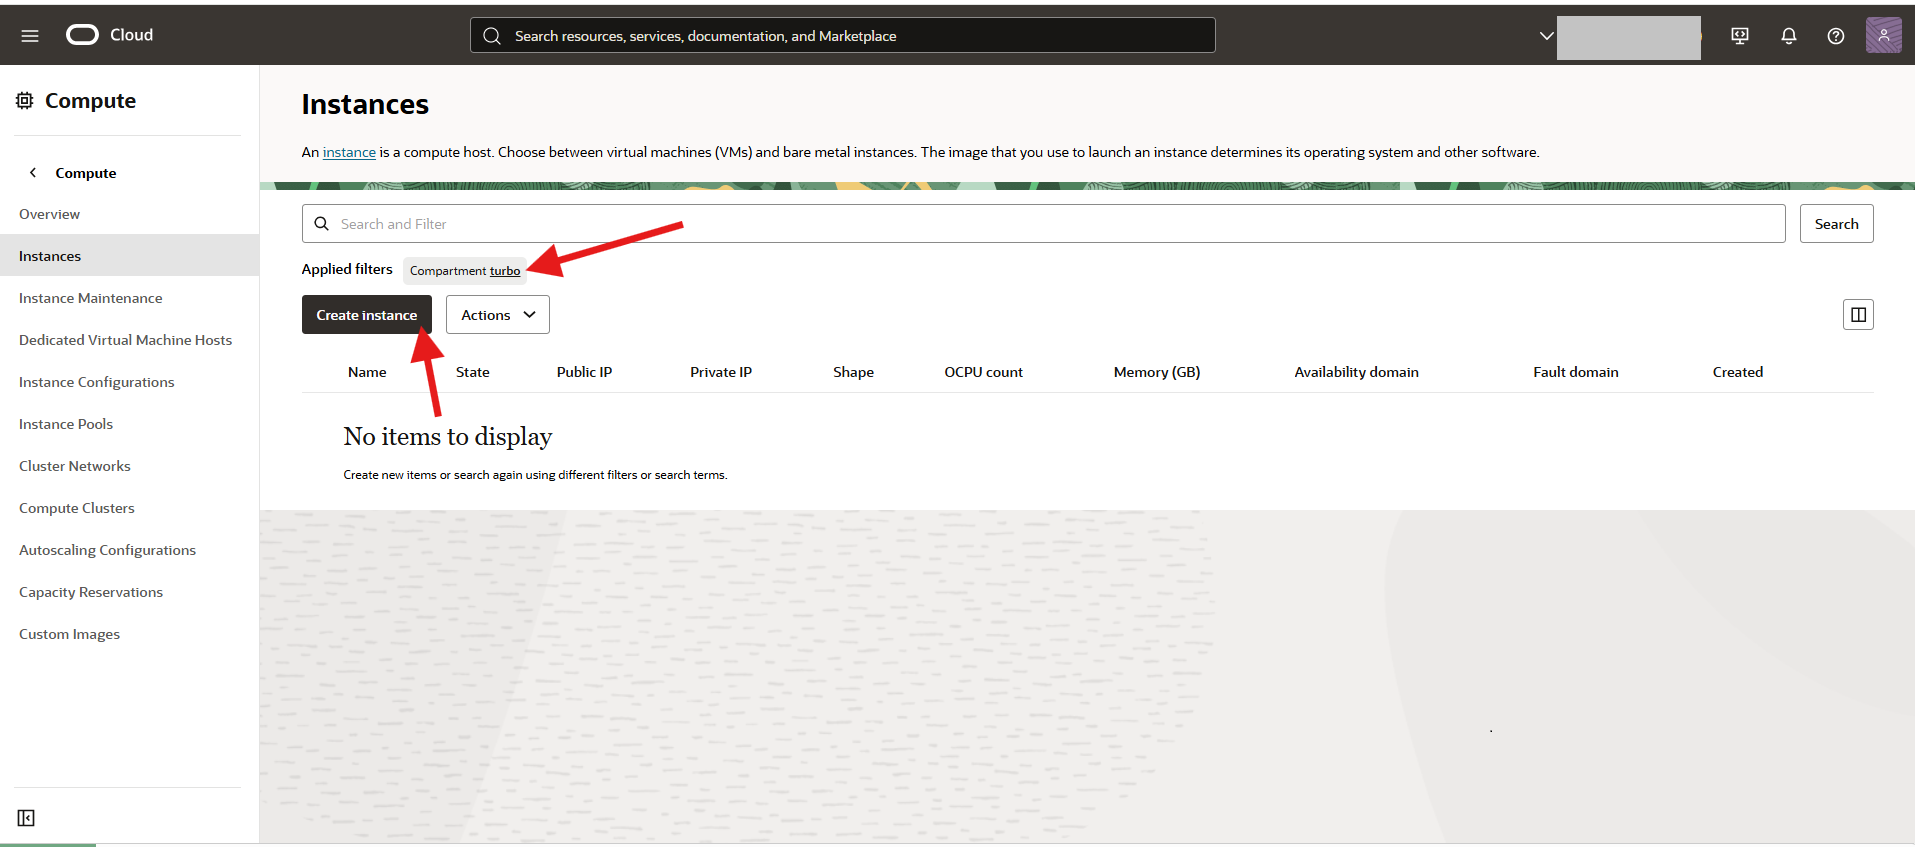 Cloud
Search resources, services, documentation, and Marketplace
Compute
Compute
Overview
Instances
Instance Maintenance
Dedicated Virtual Machine Hosts
Instance Configurations
Instance Pools
Cluster Networks
Compute Clusters
Autoscaling Configurations
Capacity Reservations
Custom Images
Instances
An instance is a compute host. Choose between virtual machines (VMs) and bare metal instances. The image that you use to launch an instance determines its operating system and other software.
Search and Filter
Search
Applied filters Compartment turbo
Create instance Actions
Name State Public IP Private IP Shape OCPU count Memory (GB) Availability domain Fault domain Created
No items to display
Create new items or search again using different filters or search terms.